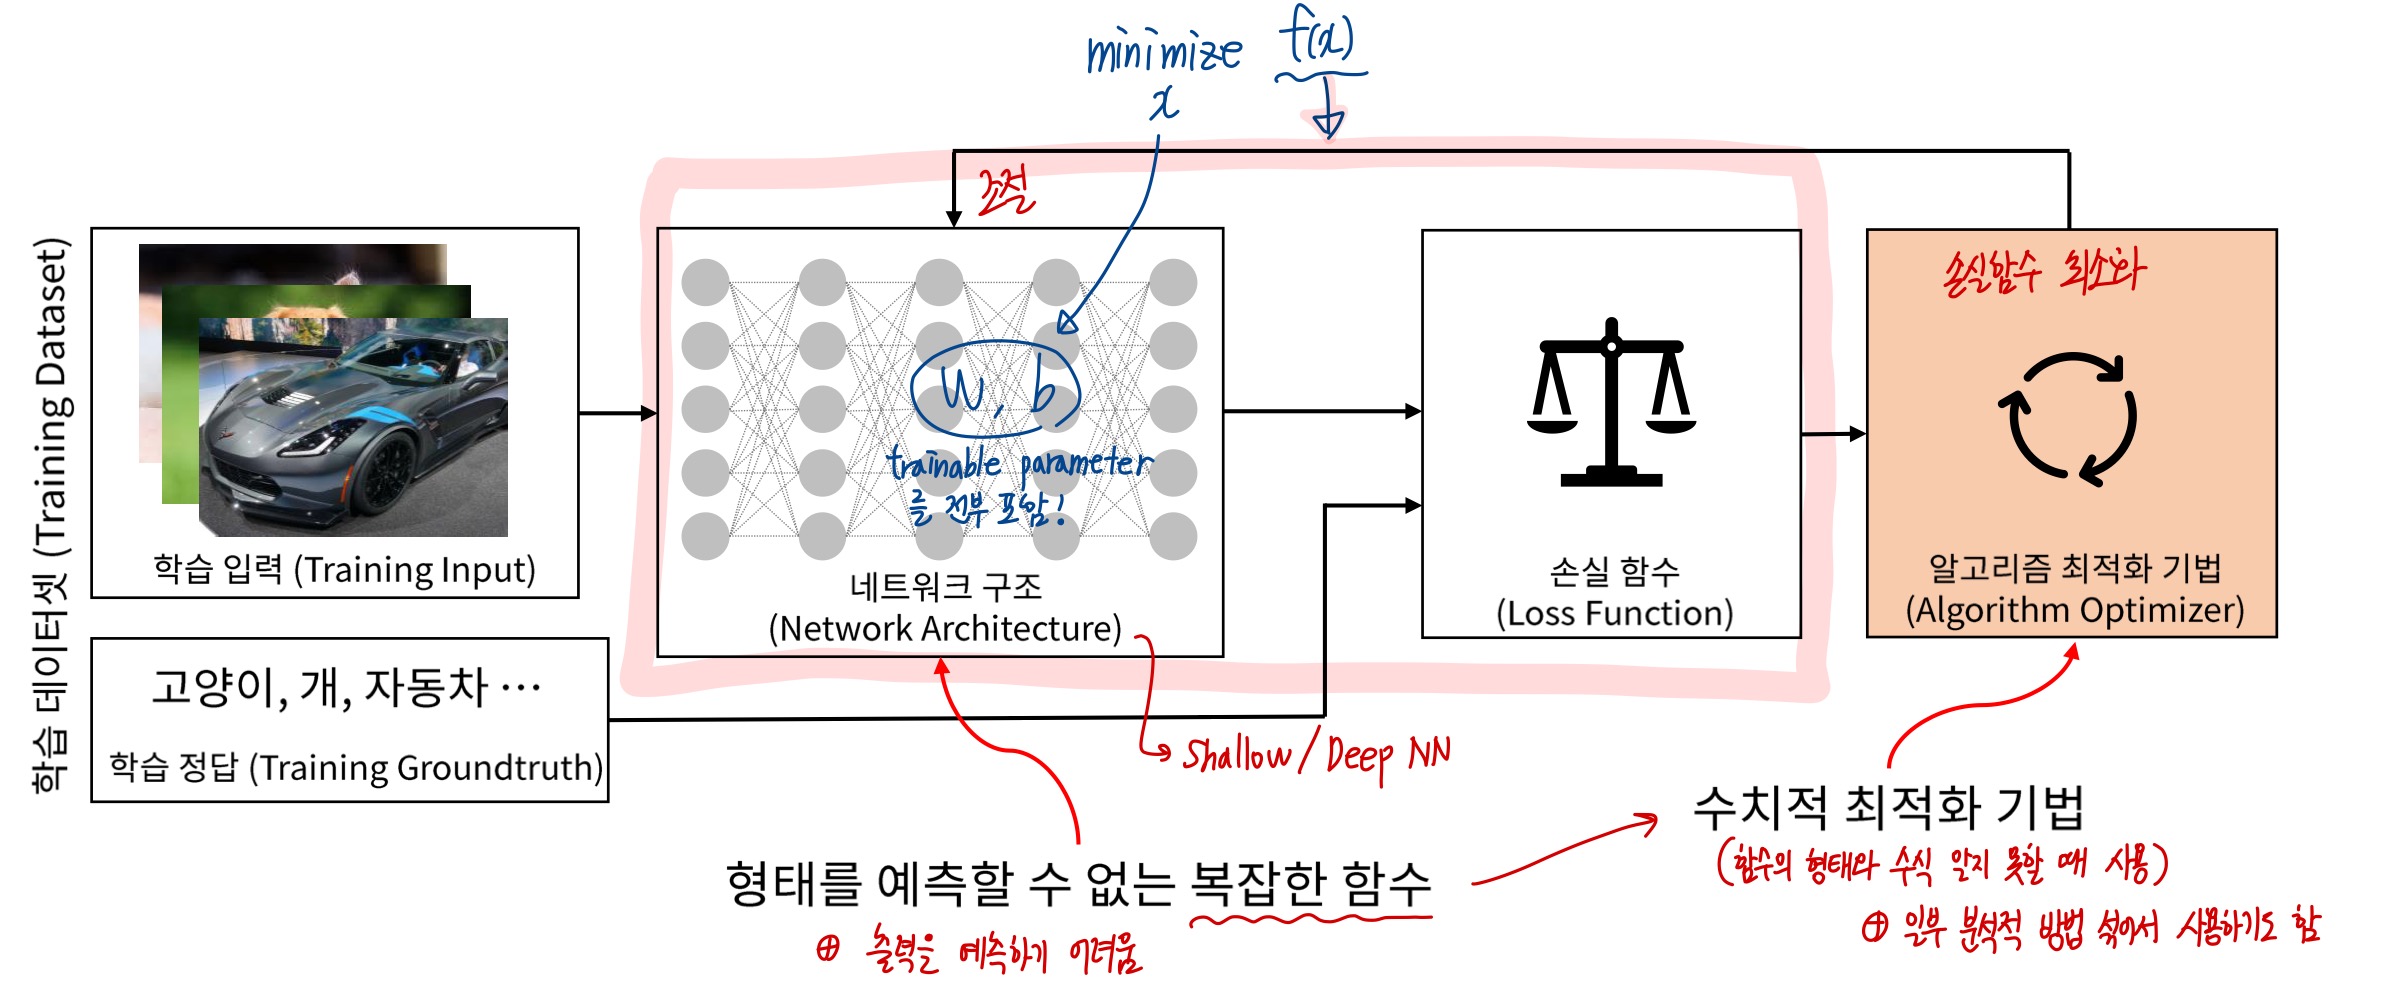 minimize f(x)
x
조절
학습 데이터셋 (Training Dataset)
학습 입력 (Training Input)
W, b
trainable parameter
를 전부 포함!
네트워크 구조
(Network Architecture)
손실 함수
(Loss Function)
손실함수 최소화
알고리즘 최적화 기법
(Algorithm Optimizer)
고양이, 개, 자동차 ⋯
학습 정답 (Training Groundtruth)
Shallow/Deep NN
형태를 예측할 수 없는 복잡한 함수
⊕ 출력을 예측하기 어려움
수치적 최적화 기법
(함수의 형태와 수식 알지 못할 때 사용)
⊕ 일부 분석적 방법 섞어서 사용하기도 함